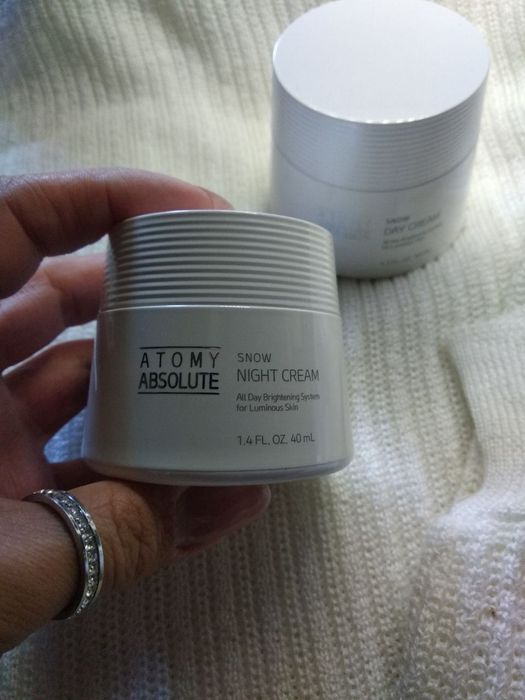 SNOW
DAY CREAM
ATOMY
ABSOLUTE
SNOW
NIGHT CREAM
All Day Brightening System
for Luminous Skin
1.4 FL. OZ. 40 mL